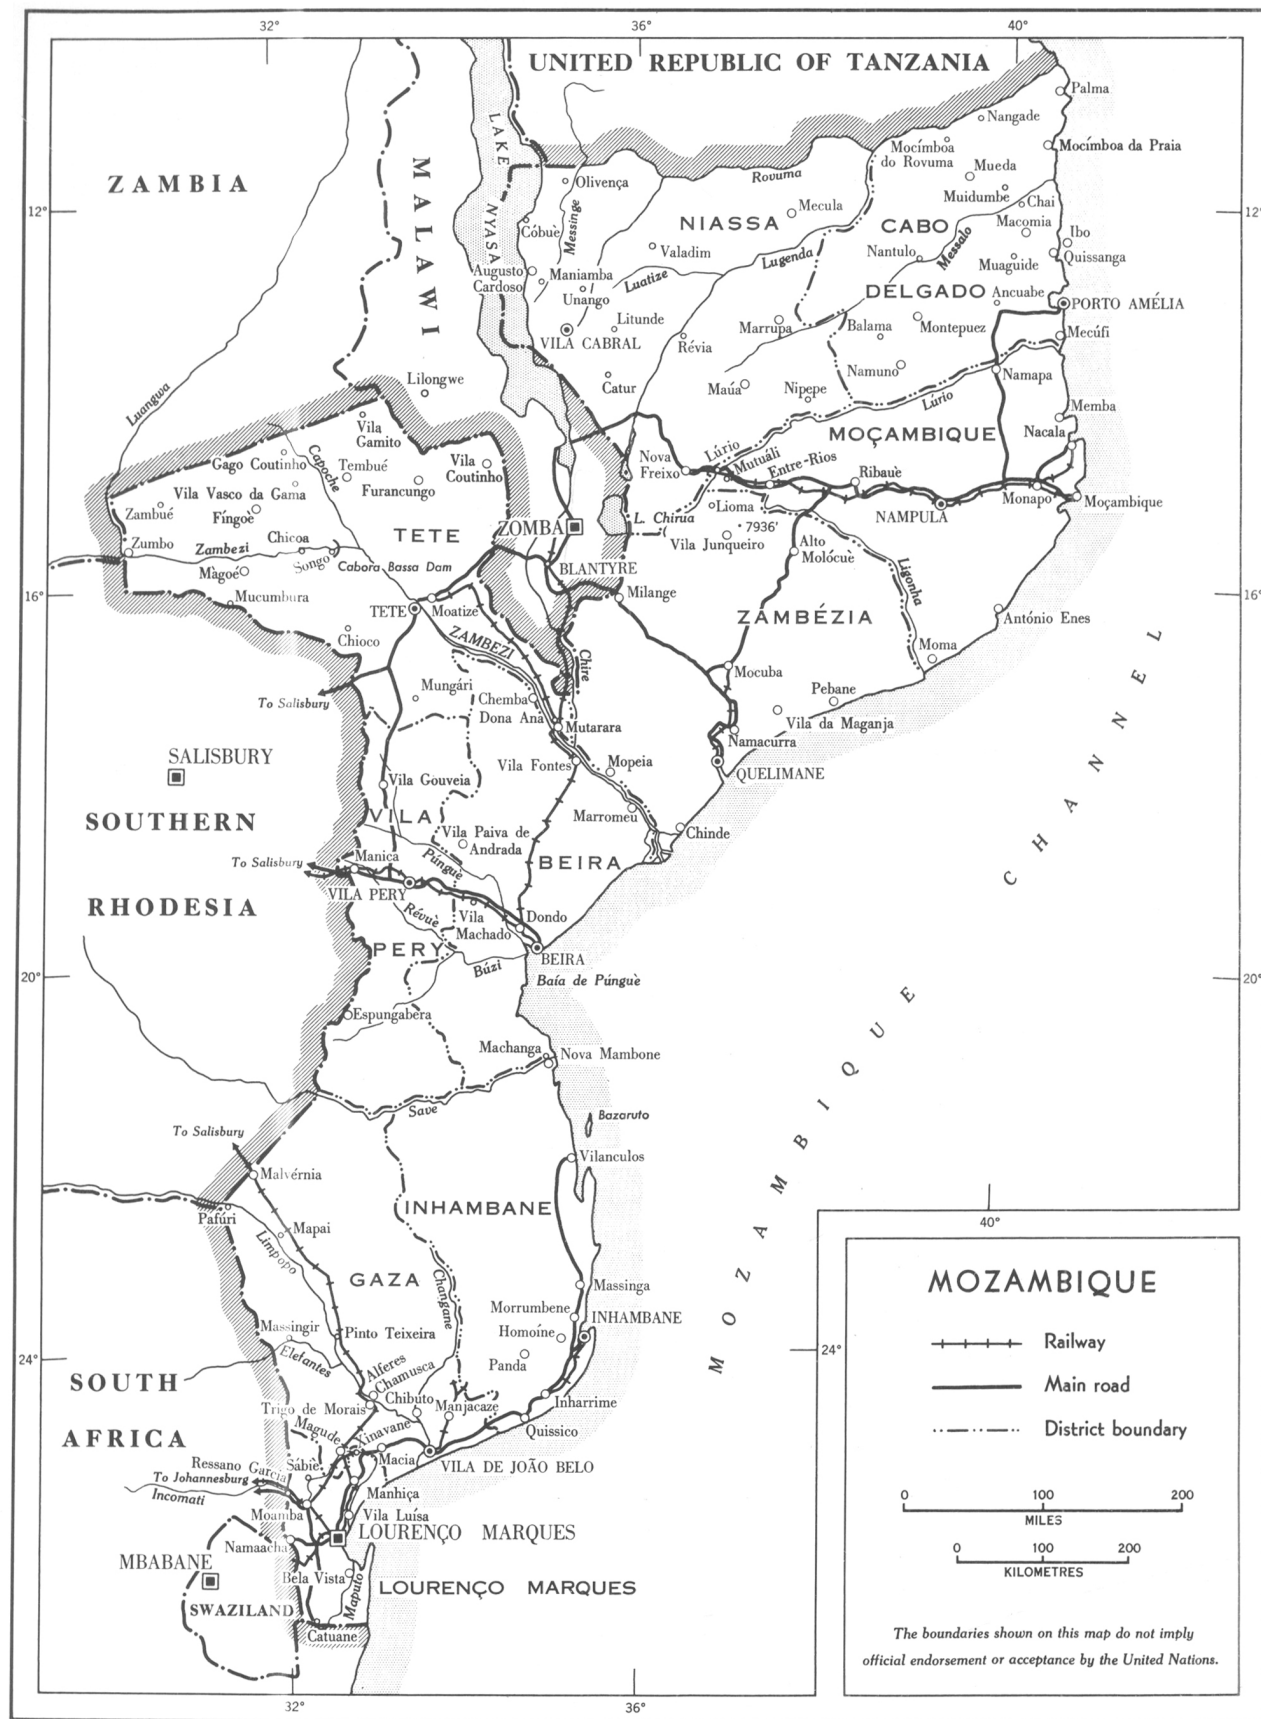 32°
36°
40°
UNITED REPUBLIC OF TANZANIA
Palma
Nangade
LAKE NYASA
MALAWI
Mocímboa
do Rovuma
Mocímboa da Praia
ZAMBIA
Rovuma
Mueda
Olivença
Muidumbe
Chai
12°
12°
NIASSA
Mecula
CABO
Macomia
Messinge
Cóbuè
Valadim
Lugenda
Nantulo
Messalo
Ibo
Quissanga
Muaguide
Augusto
Cardoso
Maniamba
Unango
Luatize
DELGADO
Ancuabe
PORTO AMÉLIA
Litunde
VILA CABRAL
Révia
Marrupa
Balama
Montepuez
Mecúfi
Luangwa
Lilongwe
Catur
Maúa
Nipepe
Namuno
Namapa
Lúrio
Memba
Vila
Gamito
MOÇAMBIQUE
Nacala
Gago Coutinho
Capoche
Tembué
Vila
Coutinho
Nova
Freixo
Lúrio
Mutuáli
Entre-Rios
Ribauè
Vila Vasco da Gama
Furancungo
Monapo
Moçambique
Zambué
Fíngoè
L. Chirua
Lioma
NAMPULA
TETE
ZOMBA
7936'
Vila Junqueiro
Alto
Molócuè
Zumbo
Zambezi
Chicoa
Songo
Cabora Bassa Dam
BLANTYRE
Ligonha
Màgoé
Mucumbura
TETE
Moatize
Milange
16°
16°
Chioco
ZAMBEZI
ZAMBÉZIA
António Enes
Chire
Moma
Mocuba
To Salisbury
Mungári
Chemba
Dona Ana
Mutarara
Pebane
Vila da Maganja
Namacurra
SALISBURY
Vila Gouveia
Vila Fontes
Mopeia
QUELIMANE
SOUTHERN
VILA
Marromeu
Chinde
Vila Paiva de
Andrada
To Salisbury
Manica
Púngue
BEIRA
VILA PERY
RHODESIA
Révuè
Vila
Machado
Dondo
PERY
Búzi
BEIRA
20°
20°
Baía de Púnguè
Espungabera
Machanga
Nova Mambone
Save
Bazaruto
To Salisbury
Malvérnia
Vilanculos
Pafúri
INHAMBANE
MOZAMBIQUE CHANNEL
40°
Mapai
Limpopo
GAZA
Changane
Massinga
Morrumbene
INHAMBANE
Massingir
Pinto Teixeira
Homoíne
Elefantes
Panda
24°
24°
Alferes
Chamusca
SOUTH
AFRICA
Chibuto
Manjacaze
Inharrime
Trigo de Morais
Quissico
Magude
Xinavane
Macia
VILA DE JOÃO BELO
Ressano Garcia
Sábiè
To Johannesburg
Incomati
Manhiça
Moamba
Vila Luísa
Namaacha
LOURENÇO MARQUES
MBABANE
Bela Vista
Maputo
LOURENÇO MARQUES
SWAZILAND
Catuane
32°
36°
MOZAMBIQUE
Railway
Main road
District boundary
0 100 200
MILES
0 100 200
KILOMETRES
The boundaries shown on this map do not imply
official endorsement or acceptance by the United Nations.